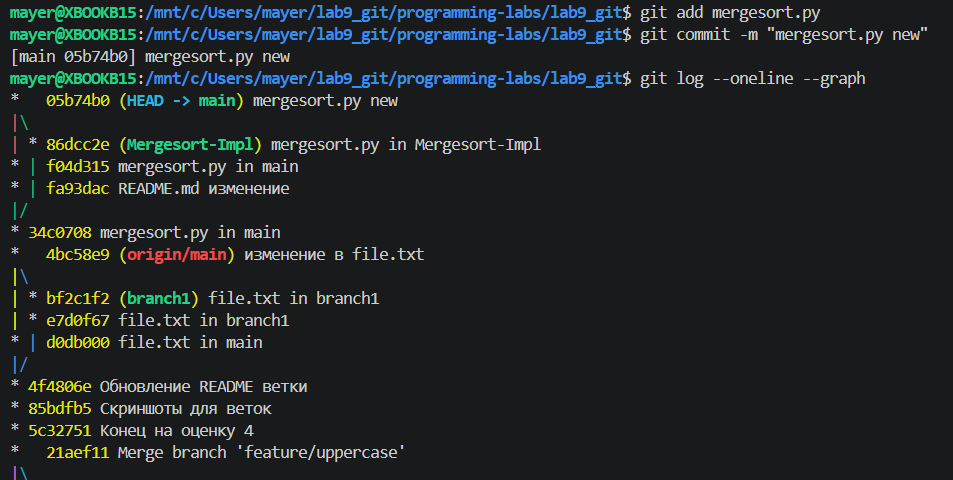 mayer@XBOOKB15:/mnt/c/Users/mayer/lab9_git/programming-labs/lab9_git$ git add mergesort.py
mayer@XBOOKB15:/mnt/c/Users/mayer/lab9_git/programming-labs/lab9_git$ git commit -m "mergesort.py new"
[main 05b74b0] mergesort.py new
mayer@XBOOKB15:/mnt/c/Users/mayer/lab9_git/programming-labs/lab9_git$ git log --oneline --graph
*   05b74b0 (HEAD -> main) mergesort.py new
|\
| * 86dcc2e (Mergesort-Impl) mergesort.py in Mergesort-Impl
* | f04d315 mergesort.py in main
* | fa93dac README.md изменение
|/
* 34c0708 mergesort.py in main
*   4bc58e9 (origin/main) изменение в file.txt
|\
| * bf2c1f2 (branch1) file.txt in branch1
| * e7d0f67 file.txt in branch1
* | d0db000 file.txt in main
|/
* 4f4806e Обновление README ветки
* 85bdfb5 Скриншоты для веток
* 5c32751 Конец на оценку 4
*   21aef11 Merge branch 'feature/uppercase'
|\